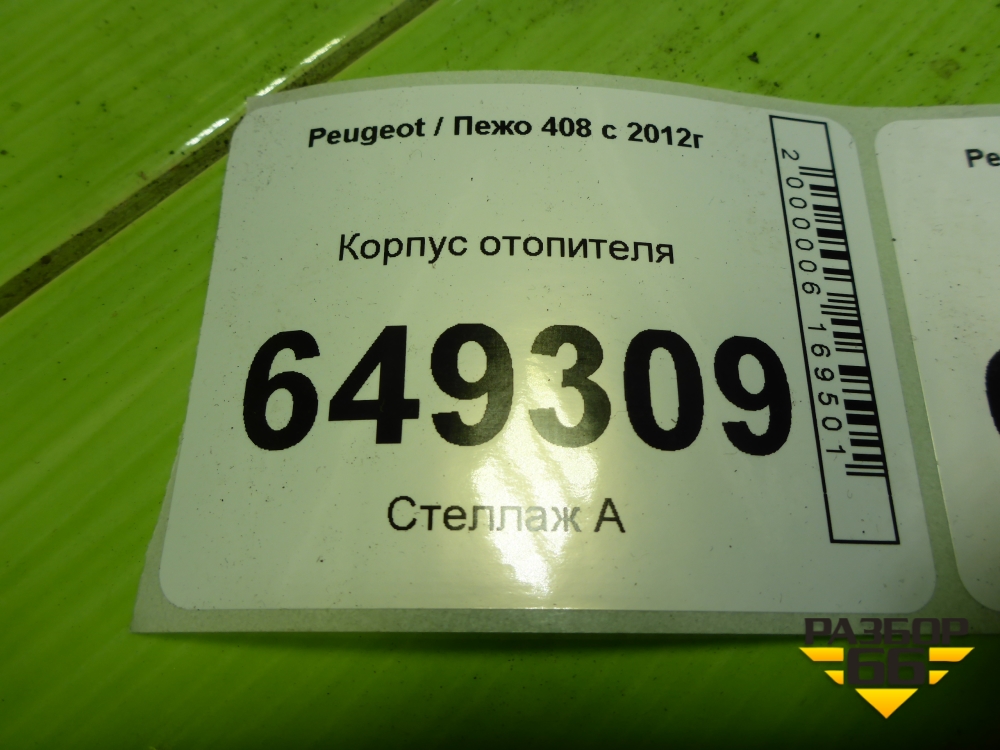 Peugeot / Пежо 408 с 2012г
Корпус отопителя
649309
Стеллаж А
2000006169501
Pe
РАЗБОР
66